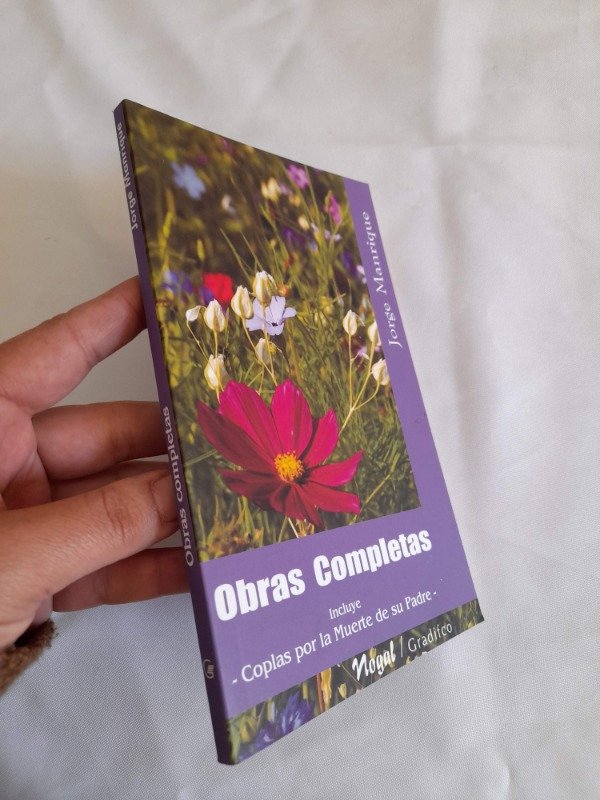 Jorge Manrique
Obras completas
Jorge Manrique
Obras Completas
Incluye
- Coplas por la Muerte de su Padre -
Nogal / Gradifco